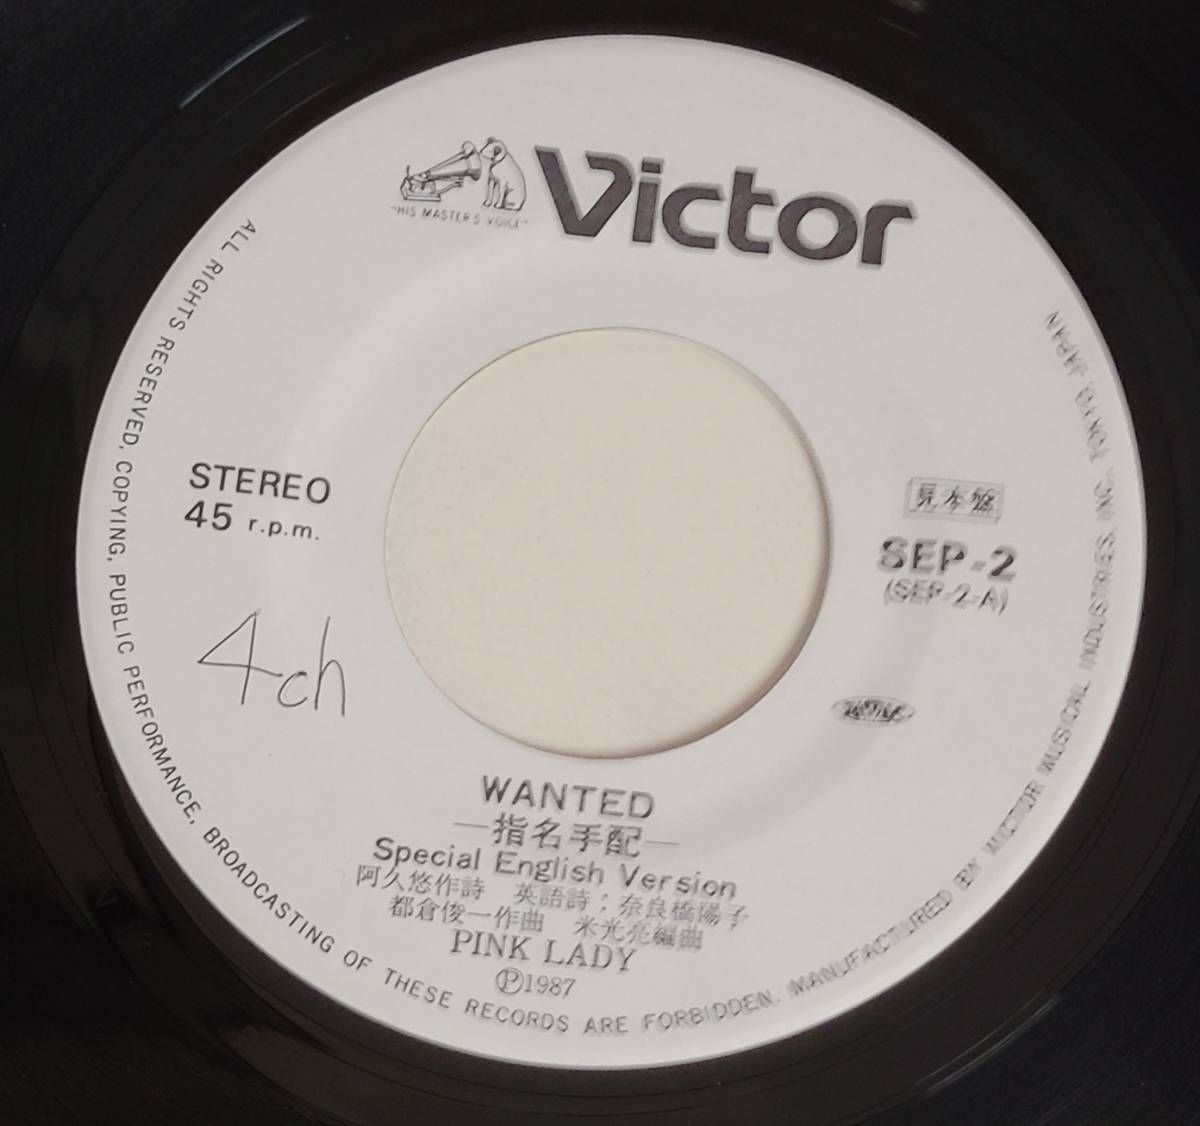 "HIS MASTER'S VOICE"
Victor
STEREO
45 r.p.m.
見本盤
SEP-2
(SEP-2-A)
4ch
WANTED
—指名手配—
Special English Version
阿久悠作詩 英語詩；奈良橋陽子
都倉俊一作曲 米光亮編曲
PINK LADY
Ⓟ1987
ALL RIGHTS RESERVED, COPYING, PUBLIC PERFORMANCE, BROADCASTING OF THESE RECORDS ARE FORBIDDEN. MANUFACTURED BY VICTOR MUSICAL INDUSTRIES INC. TOKYO JAPAN